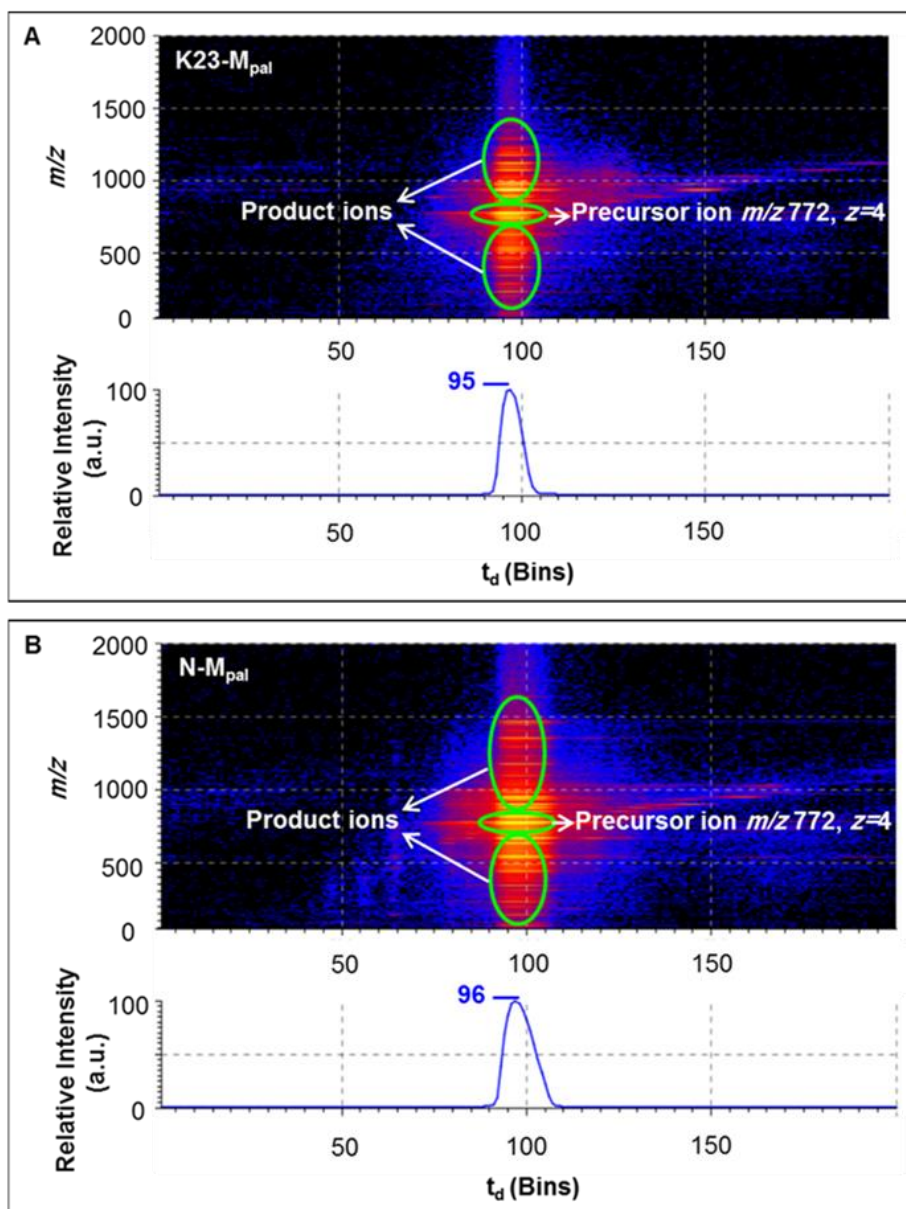 A
K23-Mpal
2000
1500
1000
500
0
m/z
Product ions
Precursor ion m/z 772, z=4
50 100 150
Relative Intensity
(a.u.)
100
0
95
50 100 150
td (Bins)
B
N-Mpal
2000
1500
1000
500
0
m/z
Product ions
Precursor ion m/z 772, z=4
50 100 150
Relative Intensity
(a.u.)
100
0
96
50 100 150
td (Bins)